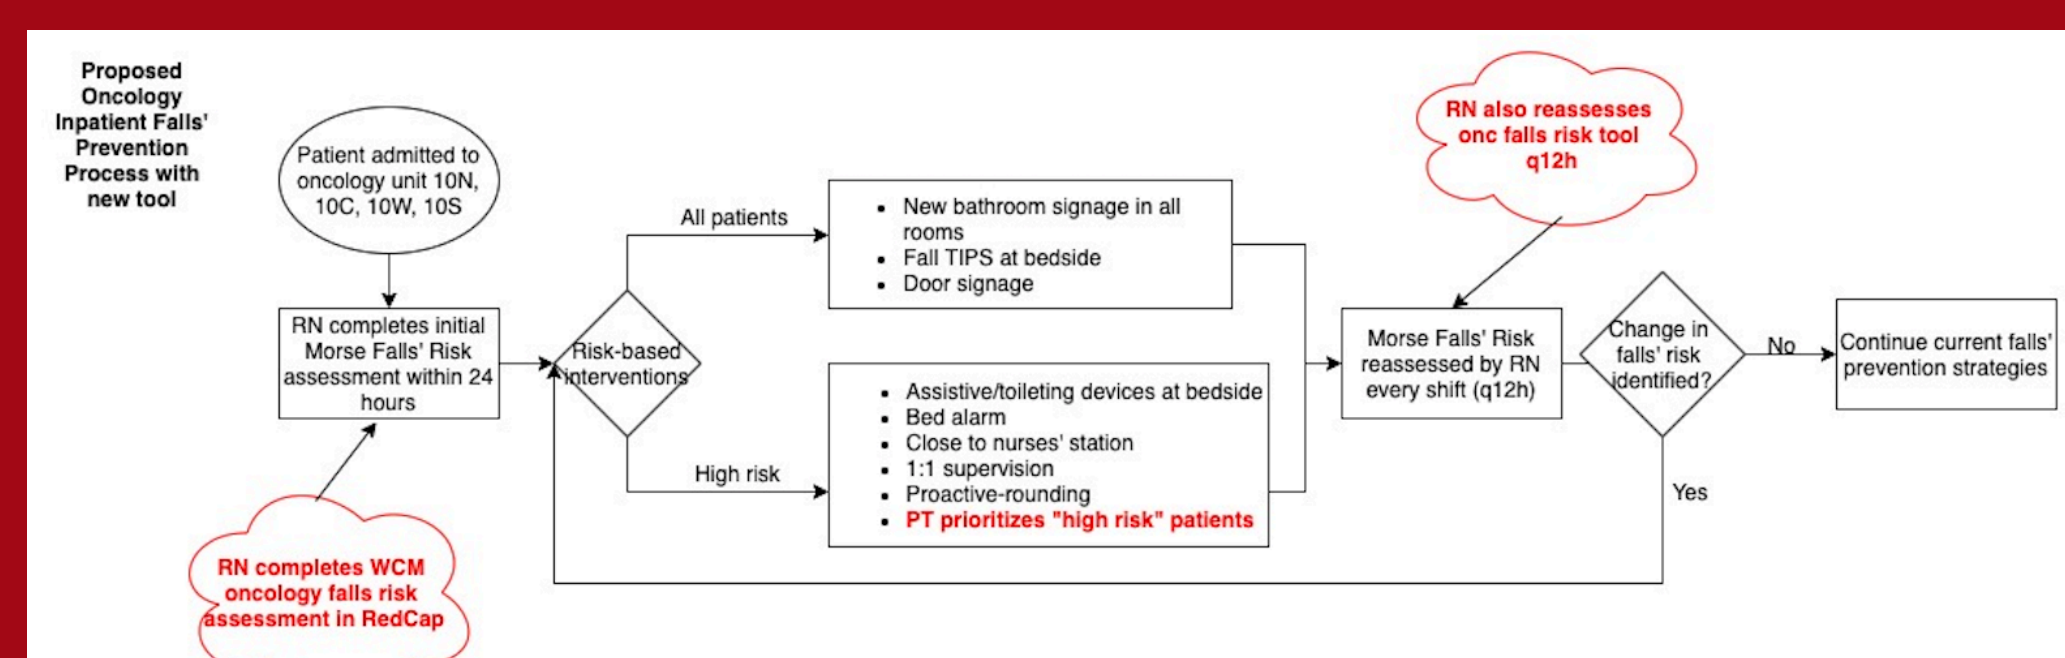 Proposed
Oncology
Inpatient Falls'
Prevention
Process with
new tool
Patient admitted to
oncology unit 10N,
10C, 10W, 10S
RN completes initial
Morse Falls' Risk
assessment within 24
hours
RN completes WCM
oncology falls risk
assessment in RedCap
Risk-based
interventions
All patients
• New bathroom signage in all
rooms
• Fall TIPS at bedside
• Door signage
High risk
• Assistive/toileting devices at bedside
• Bed alarm
• Close to nurses' station
• 1:1 supervision
• Proactive-rounding
• PT prioritizes "high risk" patients
RN also reassesses
onc falls risk tool
q12h
Morse Falls' Risk
reassessed by RN
every shift (q12h)
Change in
falls' risk
identified?
No
Continue current falls'
prevention strategies
Yes